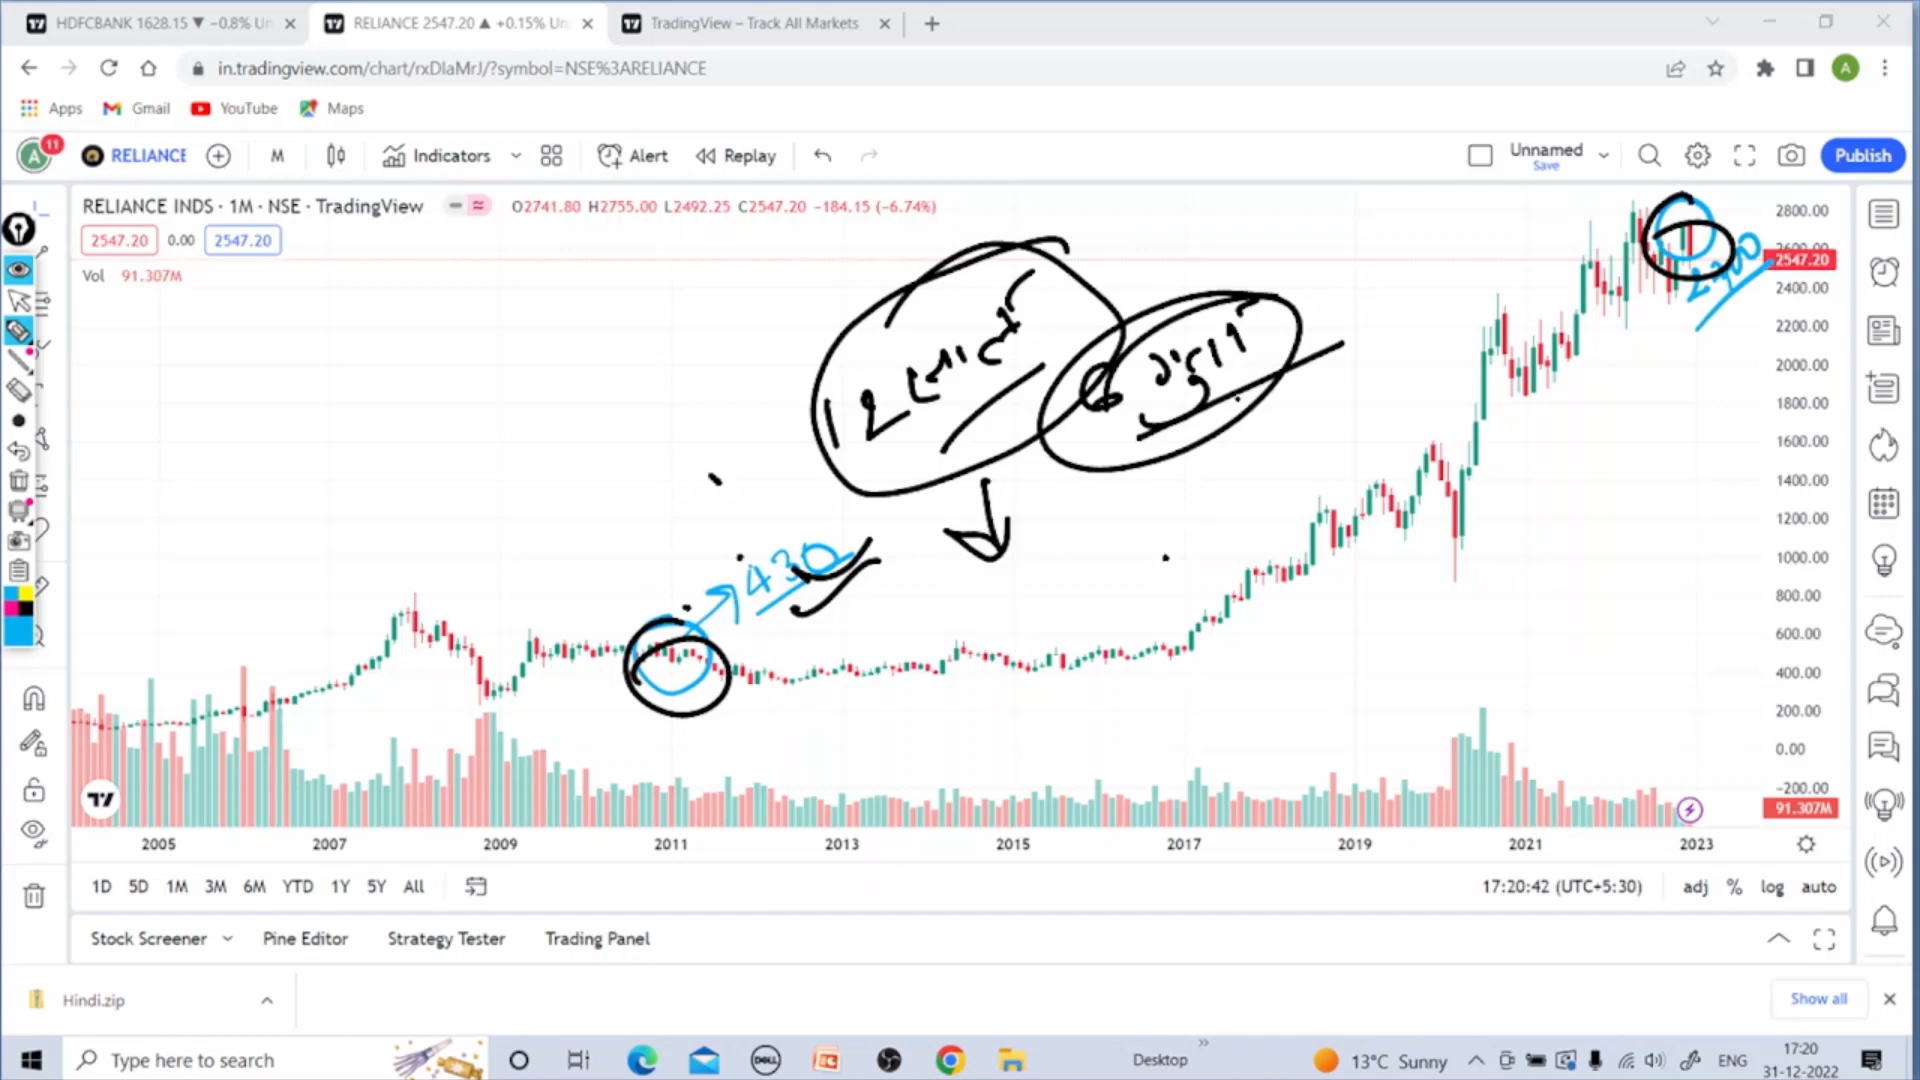 HDFCBANK 1628.15 ▼ −0.8% Un
RELIANCE 2547.20 ▲ +0.15% Un
TradingView – Track All Markets
in.tradingview.com/chart/rxDlaMrJ/?symbol=NSE%3ARELIANCE
A
Apps
Gmail
YouTube
Maps
A
11
RELIANCE
M
Indicators
Alert
Replay
Unnamed
Save
Publish
RELIANCE INDS · 1M · NSE · TradingView
O2741.80 H2755.00 L2492.25 C2547.20 −184.15 (−6.74%)
2547.20
0.00
2547.20
Vol 91.307M
430
2800.00
2600.00
2547.20
2400.00
2200.00
2000.00
1800.00
1600.00
1400.00
1200.00
1000.00
800.00
600.00
400.00
200.00
0.00
−200.00
91.307M
2005
2007
2009
2011
2013
2015
2017
2019
2021
2023
1D
5D
1M
3M
6M
YTD
1Y
5Y
All
17:20:42 (UTC+5:30)
adj
%
log
auto
Stock Screener
Pine Editor
Strategy Tester
Trading Panel
Hindi.zip
Show all
Type here to search
DELL
Desktop
13°C Sunny
ENG
17:20
31-12-2022